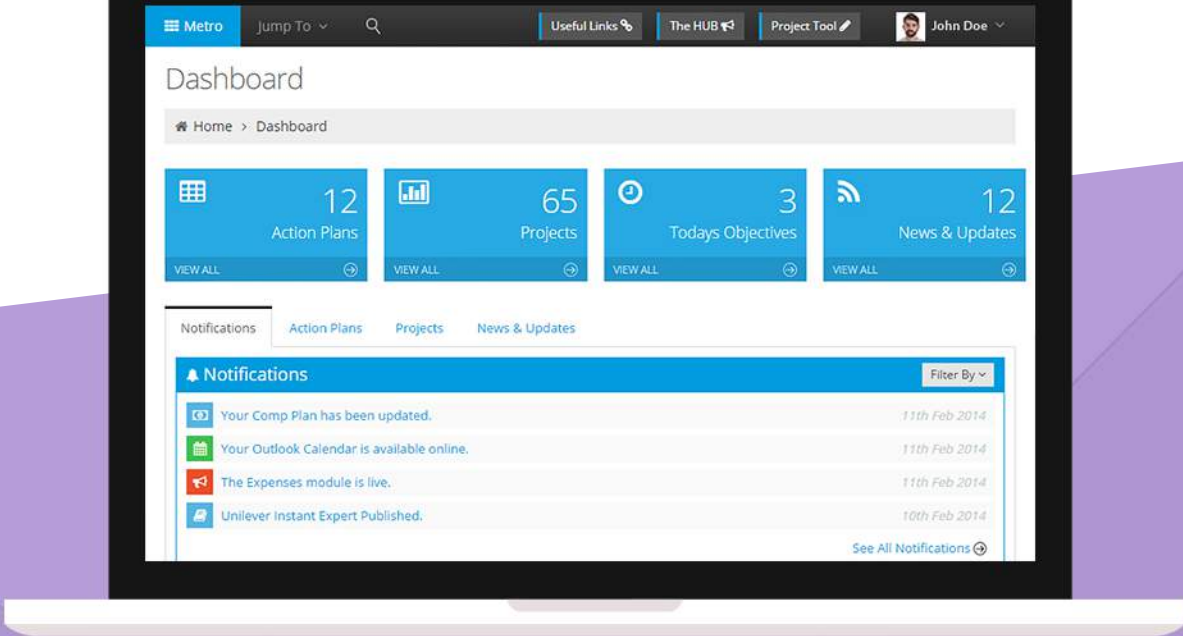 Metro Jump To Useful Links The HUB Project Tool John Doe
Dashboard
Home > Dashboard
12
Action Plans
VIEW ALL
65
Projects
VIEW ALL
3
Todays Objectives
VIEW ALL
12
News & Updates
VIEW ALL
Notifications Action Plans Projects News & Updates
Notifications Filter By
Your Comp Plan has been updated. 11th Feb 2014
Your Outlook Calendar is available online. 11th Feb 2014
The Expenses module is live. 11th Feb 2014
Unilever Instant Expert Published. 10th Feb 2014
See All Notifications